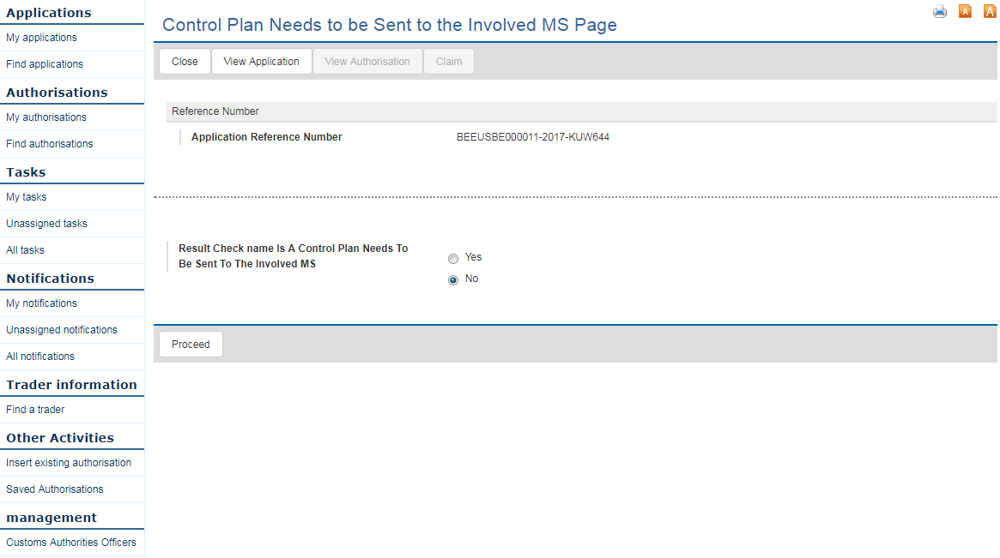 Applications
My applications
Find applications
Authorisations
My authorisations
Find authorisations
Tasks
My tasks
Unassigned tasks
All tasks
Notifications
My notifications
Unassigned notifications
All notifications
Trader information
Find a trader
Other Activities
Insert existing authorisation
Saved Authorisations
management
Customs Authorities Officers
A
A
Control Plan Needs to be Sent to the Involved MS Page
Close
View Application
View Authorisation
Claim
Reference Number
Application Reference Number
BEEUSBE000011-2017-KUW644
Result Check name Is A Control Plan Needs To
Be Sent To The Involved MS
Yes
No
Proceed